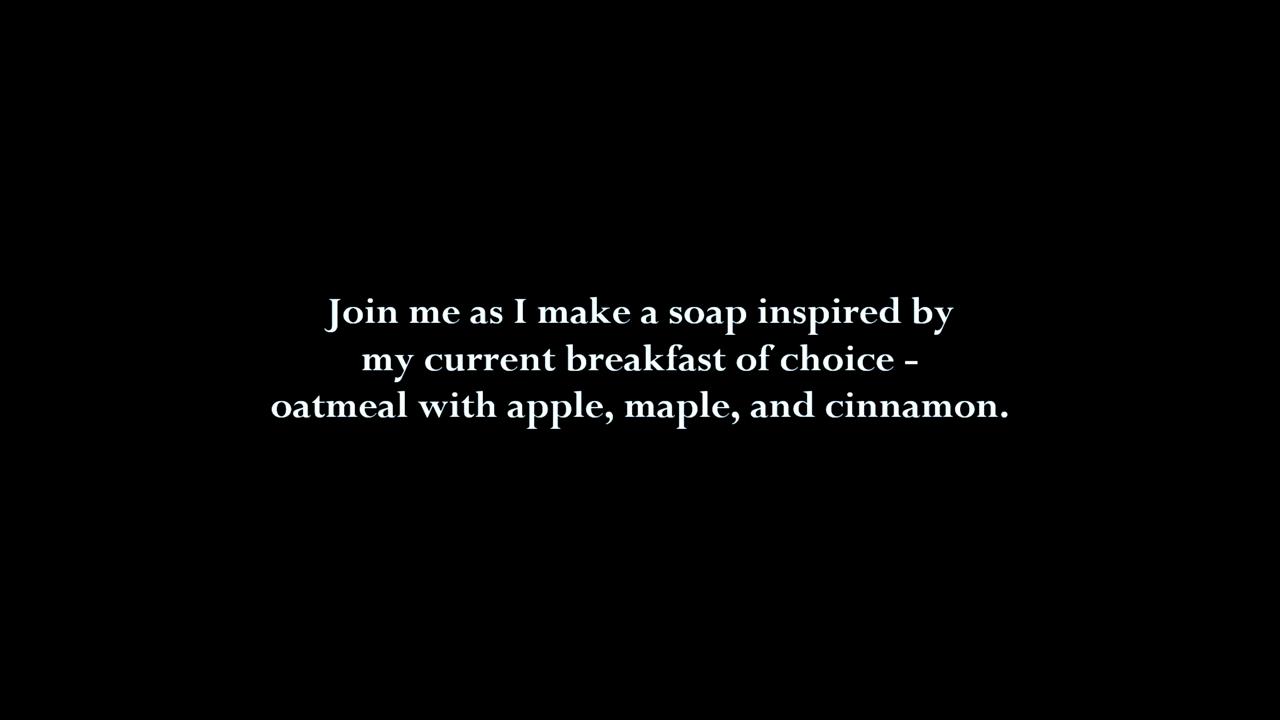 Join me as I make a soap inspired by
my current breakfast of choice -
oatmeal with apple, maple, and cinnamon.